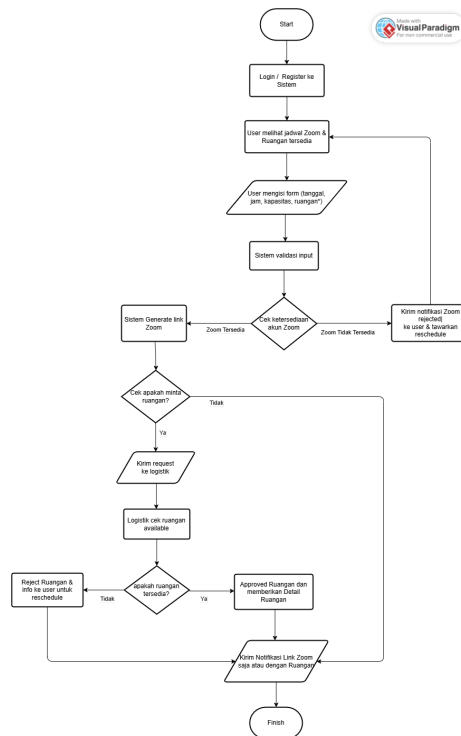 Start
Made with
VisualParadigm
For non-commercial use
Login / Register ke
Sistem
User melihat jadwal Zoom &
Ruangan tersedia
User mengisi form (tanggal,
jam, kapasitas, ruangan*)
Sistem validasi input
Sistem Generate link
Zoom
Zoom Tersedia
Cek ketersediaan
akun Zoom
Zoom Tidak Tersedia
Kirim notifikasi Zoom
rejected|
ke user & tawarkan
reschedule
Cek apakah minta
ruangan?
Tidak
Ya
Kirim request
ke logistik
Logistik cek ruangan
available
Reject Ruangan &
info ke user untuk
reschedule
Tidak
apakah ruangan
tersedia?
Ya
Approved Ruangan dan
memberikan Detail
Ruangan
Kirim Notifikasi Link Zoom
saja atau dengan Ruangan
Finish